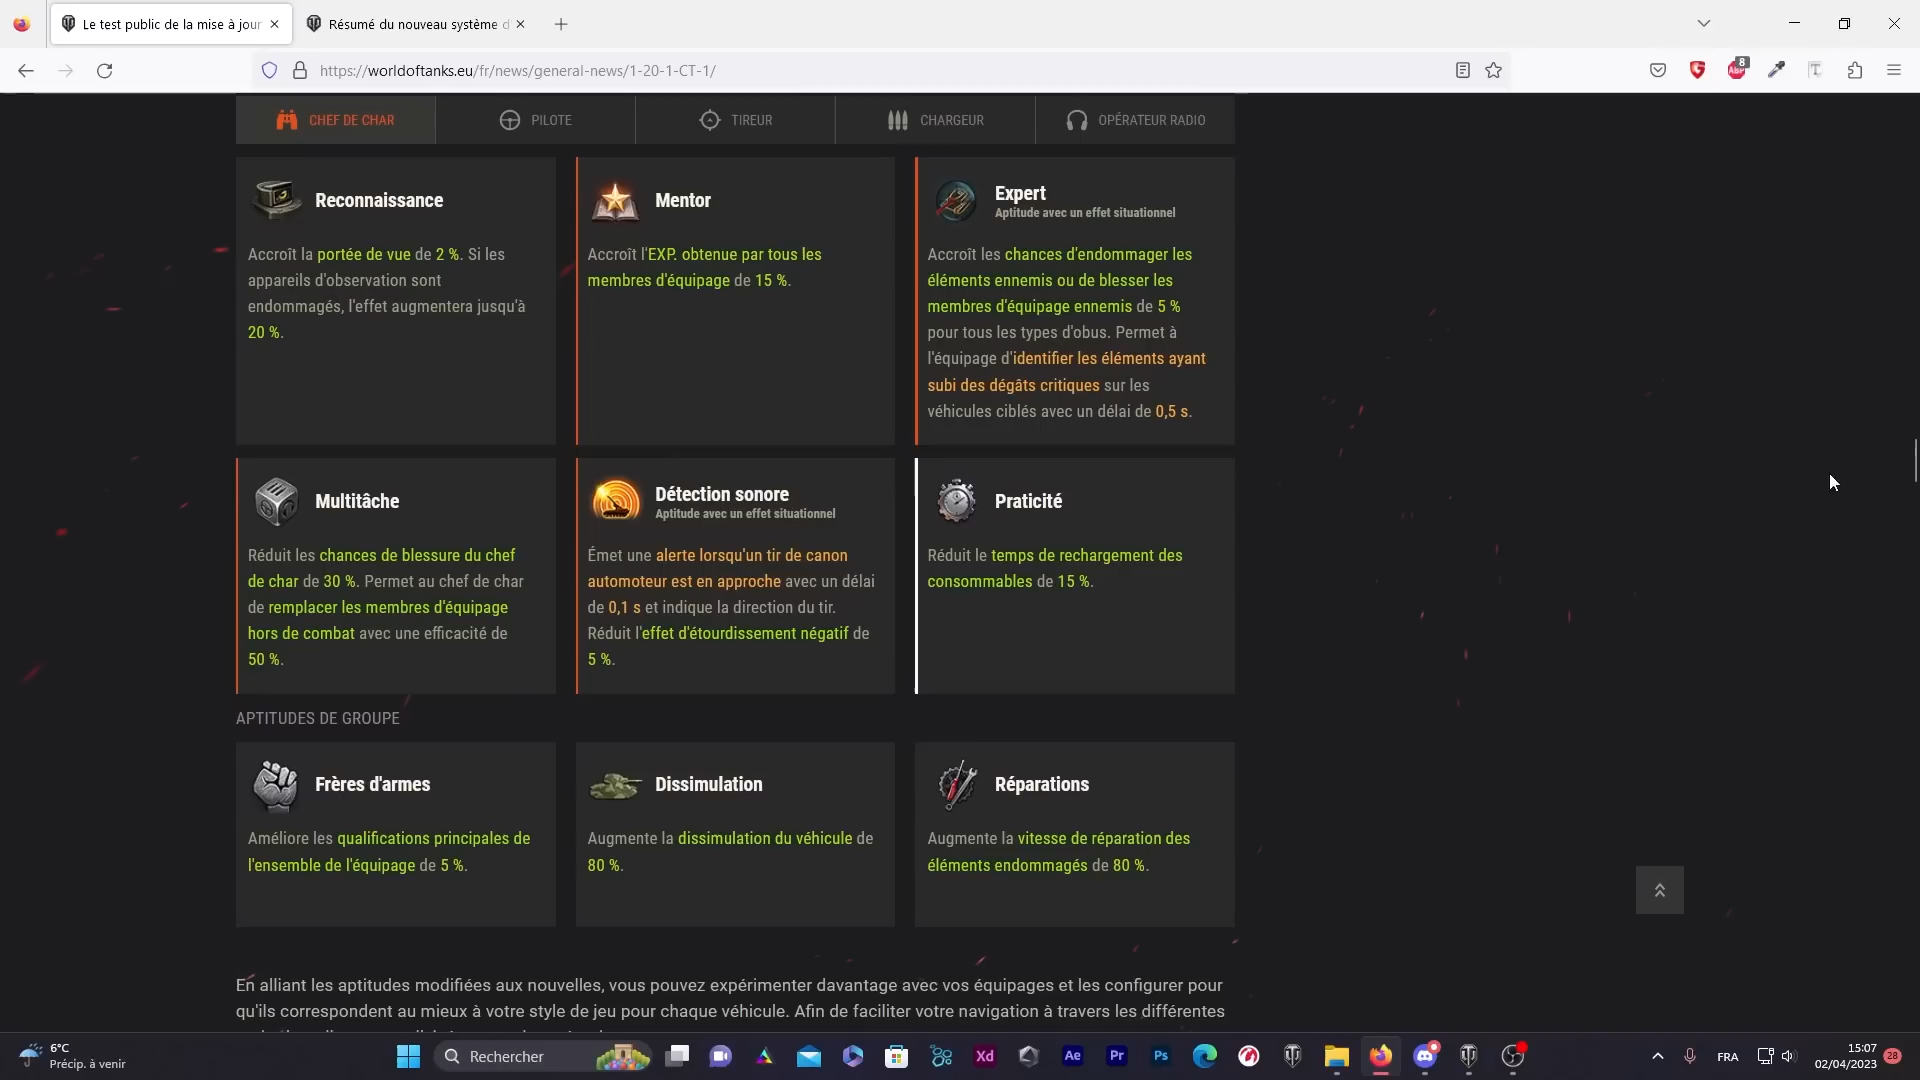 Le test public de la mise à jour
Résumé du nouveau système d
https://worldoftanks.eu/fr/news/general-news/1-20-1-CT-1/
8
ABP
CHEF DE CHAR
PILOTE
TIREUR
CHARGEUR
OPÉRATEUR RADIO
Reconnaissance
Accroît la portée de vue de 2 %. Si les
appareils d'observation sont
endommagés, l'effet augmentera jusqu'à
20 %.
Mentor
Accroît l'EXP. obtenue par tous les
membres d'équipage de 15 %.
Expert
Aptitude avec un effet situationnel
Accroît les chances d'endommager les
éléments ennemis ou de blesser les
membres d'équipage ennemis de 5 %
pour tous les types d'obus. Permet à
l'équipage d'identifier les éléments ayant
subi des dégâts critiques sur les
véhicules ciblés avec un délai de 0,5 s.
Multitâche
Réduit les chances de blessure du chef
de char de 30 %. Permet au chef de char
de remplacer les membres d'équipage
hors de combat avec une efficacité de
50 %.
Détection sonore
Aptitude avec un effet situationnel
Émet une alerte lorsqu'un tir de canon
automoteur est en approche avec un délai
de 0,1 s et indique la direction du tir.
Réduit l'effet d'étourdissement négatif de
5 %.
Praticité
Réduit le temps de rechargement des
consommables de 15 %.
APTITUDES DE GROUPE
Frères d'armes
Améliore les qualifications principales de
l'ensemble de l'équipage de 5 %.
Dissimulation
Augmente la dissimulation du véhicule de
80 %.
Réparations
Augmente la vitesse de réparation des
éléments endommagés de 80 %.
En alliant les aptitudes modifiées aux nouvelles, vous pouvez expérimenter davantage avec vos équipages et les configurer pour
qu'ils correspondent au mieux à votre style de jeu pour chaque véhicule. Afin de faciliter votre navigation à travers les différentes
6°C
Précip. à venir
Rechercher
Xd
Ae
Pr
Ps
FRA
15:07
02/04/2023
28